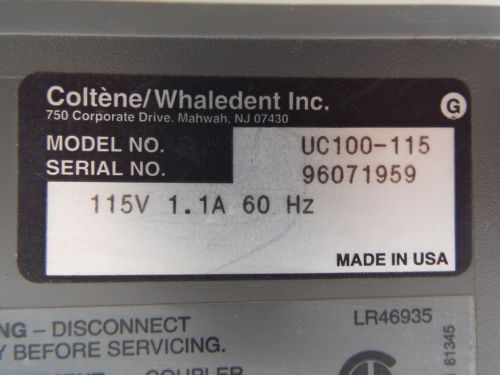 Coltène/Whaledent Inc.
750 Corporate Drive. Mahwah, NJ 07430
G
MODEL NO. UC100-115
SERIAL NO. 96071959
115V 1.1A 60 Hz
MADE IN USA
– DISCONNECT
BEFORE SERVICING.
COUPLER
LR46935
81345